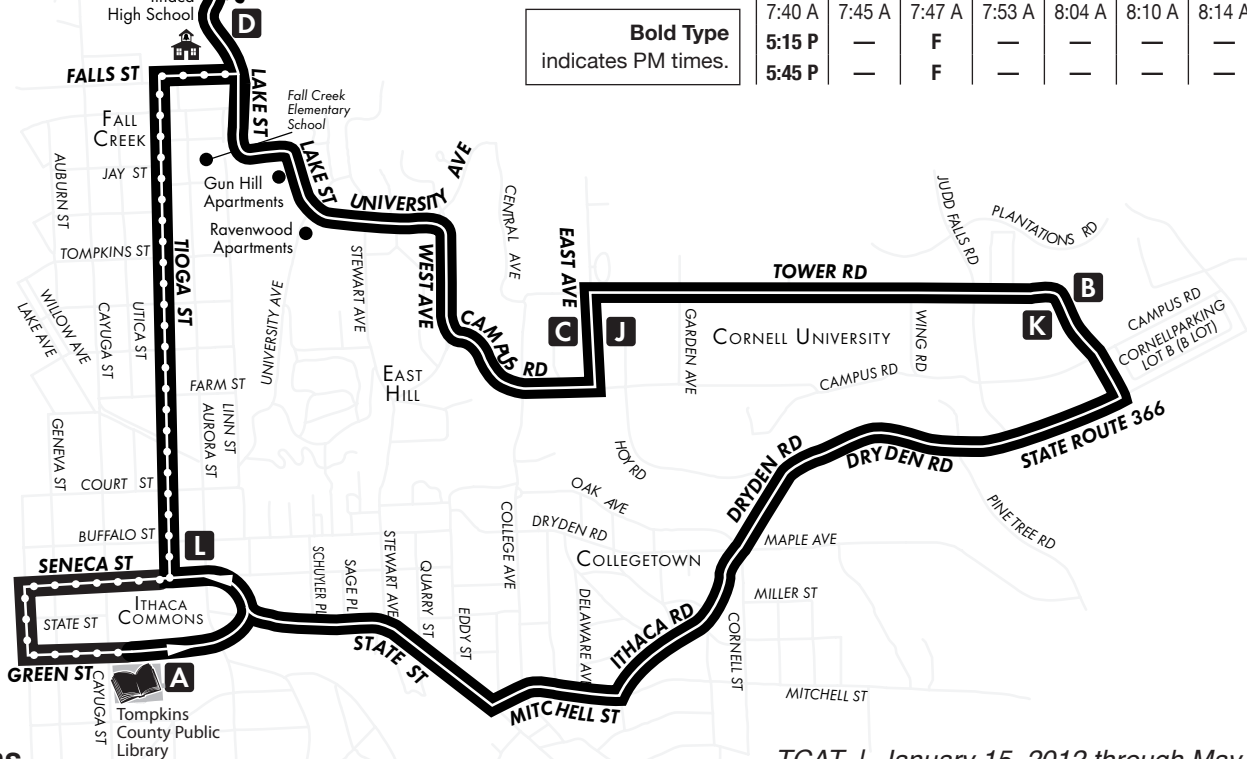 High School
D
Bold Type
indicates PM times.
7:40 A 7:45 A 7:47 A 7:53 A 8:04 A 8:10 A 8:14 A
5:15 P — F — — — —
5:45 P — F — — — —
FALLS ST
LAKE ST
FALL
CREEK
Fall Creek
Elementary
School
AUBURN ST
JAY ST
Gun Hill
Apartments
LAKE ST
UNIVERSITY AVE
Ravenwood
Apartments
CENTRAL AVE
EAST AVE
JUDD FALLS RD
PLANTATIONS RD
TOMPKINS ST
TIOGA ST
STEWART AVE
WEST AVE
TOWER RD
B
WILLOW AVE
LAKE AVE
CAYUGA ST
UTICA ST
UNIVERSITY AVE
CAMPUS RD
C
J
GARDEN AVE
CORNELL UNIVERSITY
WING RD
K
CAMPUS RD
CORNELLPARKING
LOT B (B LOT)
FARM ST
EAST
HILL
CAMPUS RD
LINN ST
AURORA ST
GENEVA ST
STATE ROUTE 366
HOY RD
DRYDEN RD
DRYDEN RD
COURT ST
OAK AVE
PINE TREE RD
BUFFALO ST
L
COLLEGE AVE
DRYDEN RD
MAPLE AVE
SENECA ST
SCHUYLER PL
SAGE PL
STEWART AVE
QUARRY ST
COLLEGETOWN
ITHACA
COMMONS
STATE ST
EDDY ST
DELAWARE AVE
MILLER ST
ITHACA RD
CORNELL ST
STATE ST
GREEN ST
A
MITCHELL ST
MITCHELL ST
CAYUGA ST
Tompkins
County Public
Library